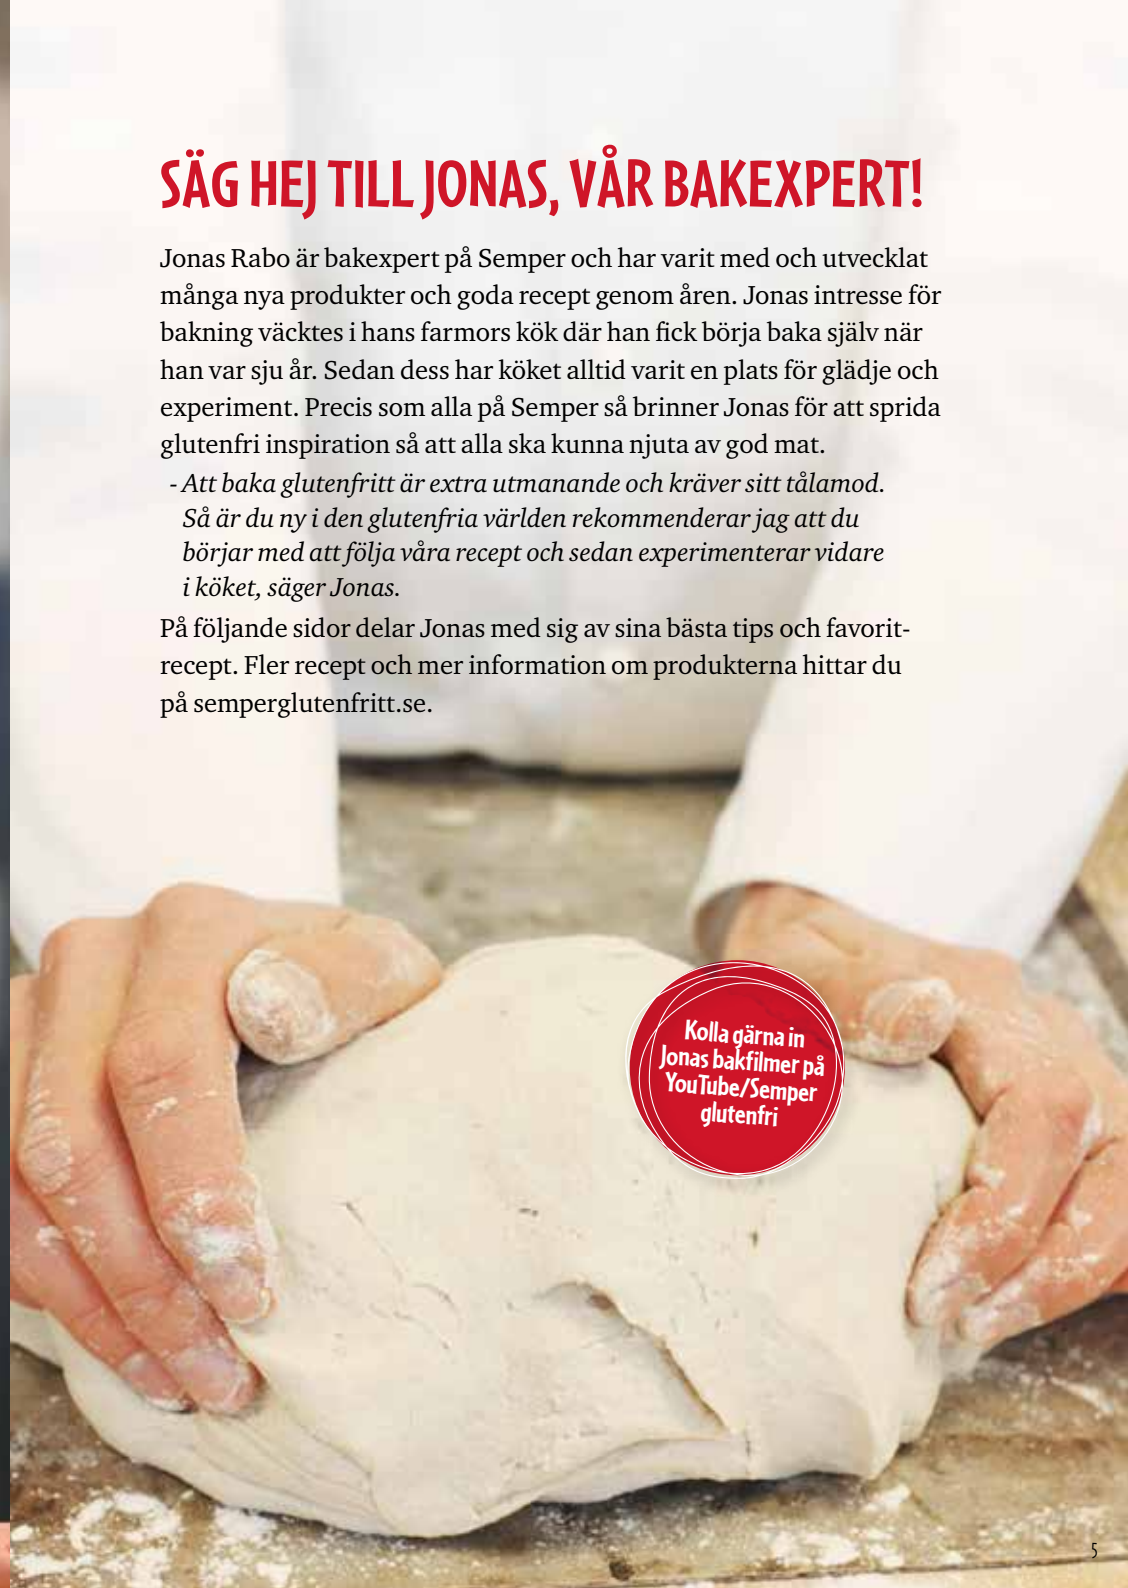 SÄG HEJ TILL JONAS, VÅR BAKEXPERT!
Jonas Rabo är bakexpert på Semper och har varit med och utvecklat
många nya produkter och goda recept genom åren. Jonas intresse för
bakning väcktes i hans farmors kök där han fick börja baka själv när
han var sju år. Sedan dess har köket alltid varit en plats för glädje och
experiment. Precis som alla på Semper så brinner Jonas för att sprida
glutenfri inspiration så att alla ska kunna njuta av god mat.
- Att baka glutenfritt är extra utmanande och kräver sitt tålamod.
Så är du ny i den glutenfria världen rekommenderar jag att du
börjar med att följa våra recept och sedan experimenterar vidare
i köket, säger Jonas.
På följande sidor delar Jonas med sig av sina bästa tips och favorit-
recept. Fler recept och mer information om produkterna hittar du
på semperglutenfritt.se.
Kolla gärna in
Jonas bakfilmer på
YouTube/Semper
glutenfri
5